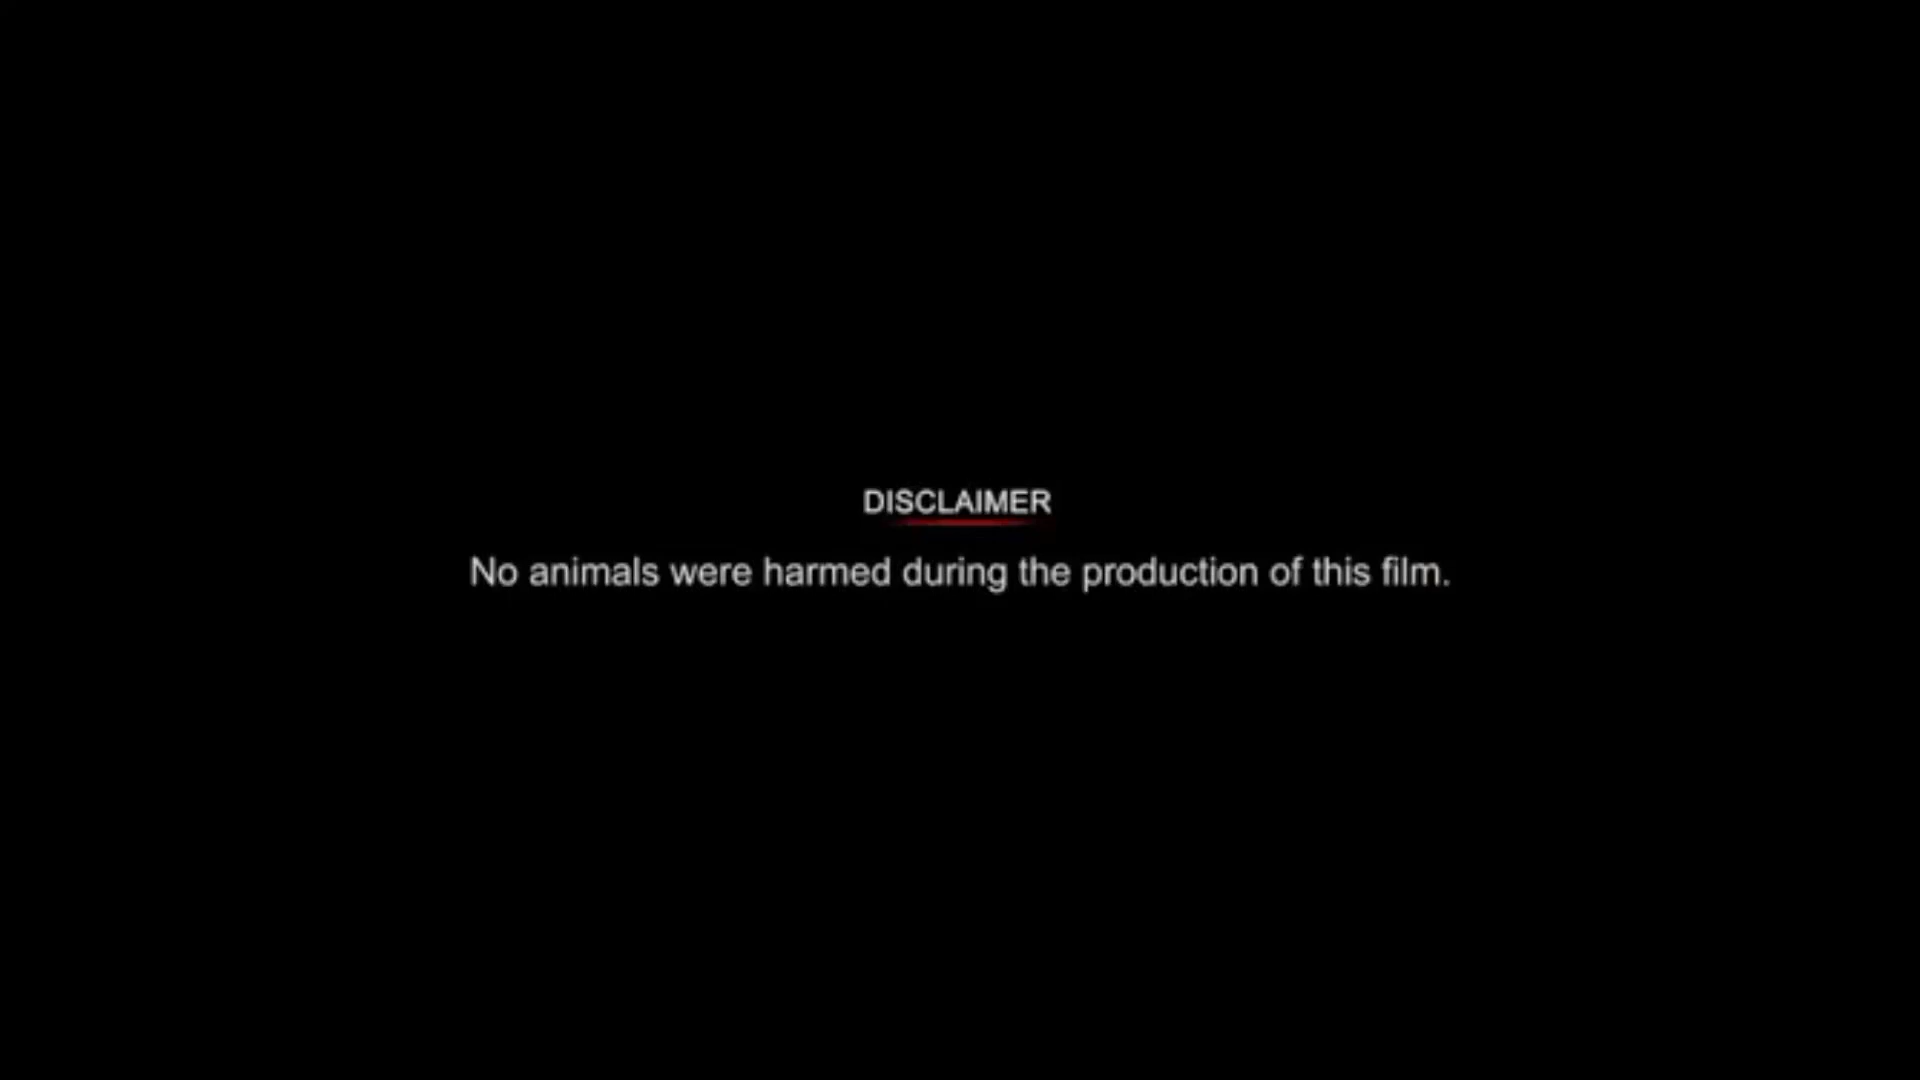 DISCLAIMER
No animals were harmed during the production of this film.